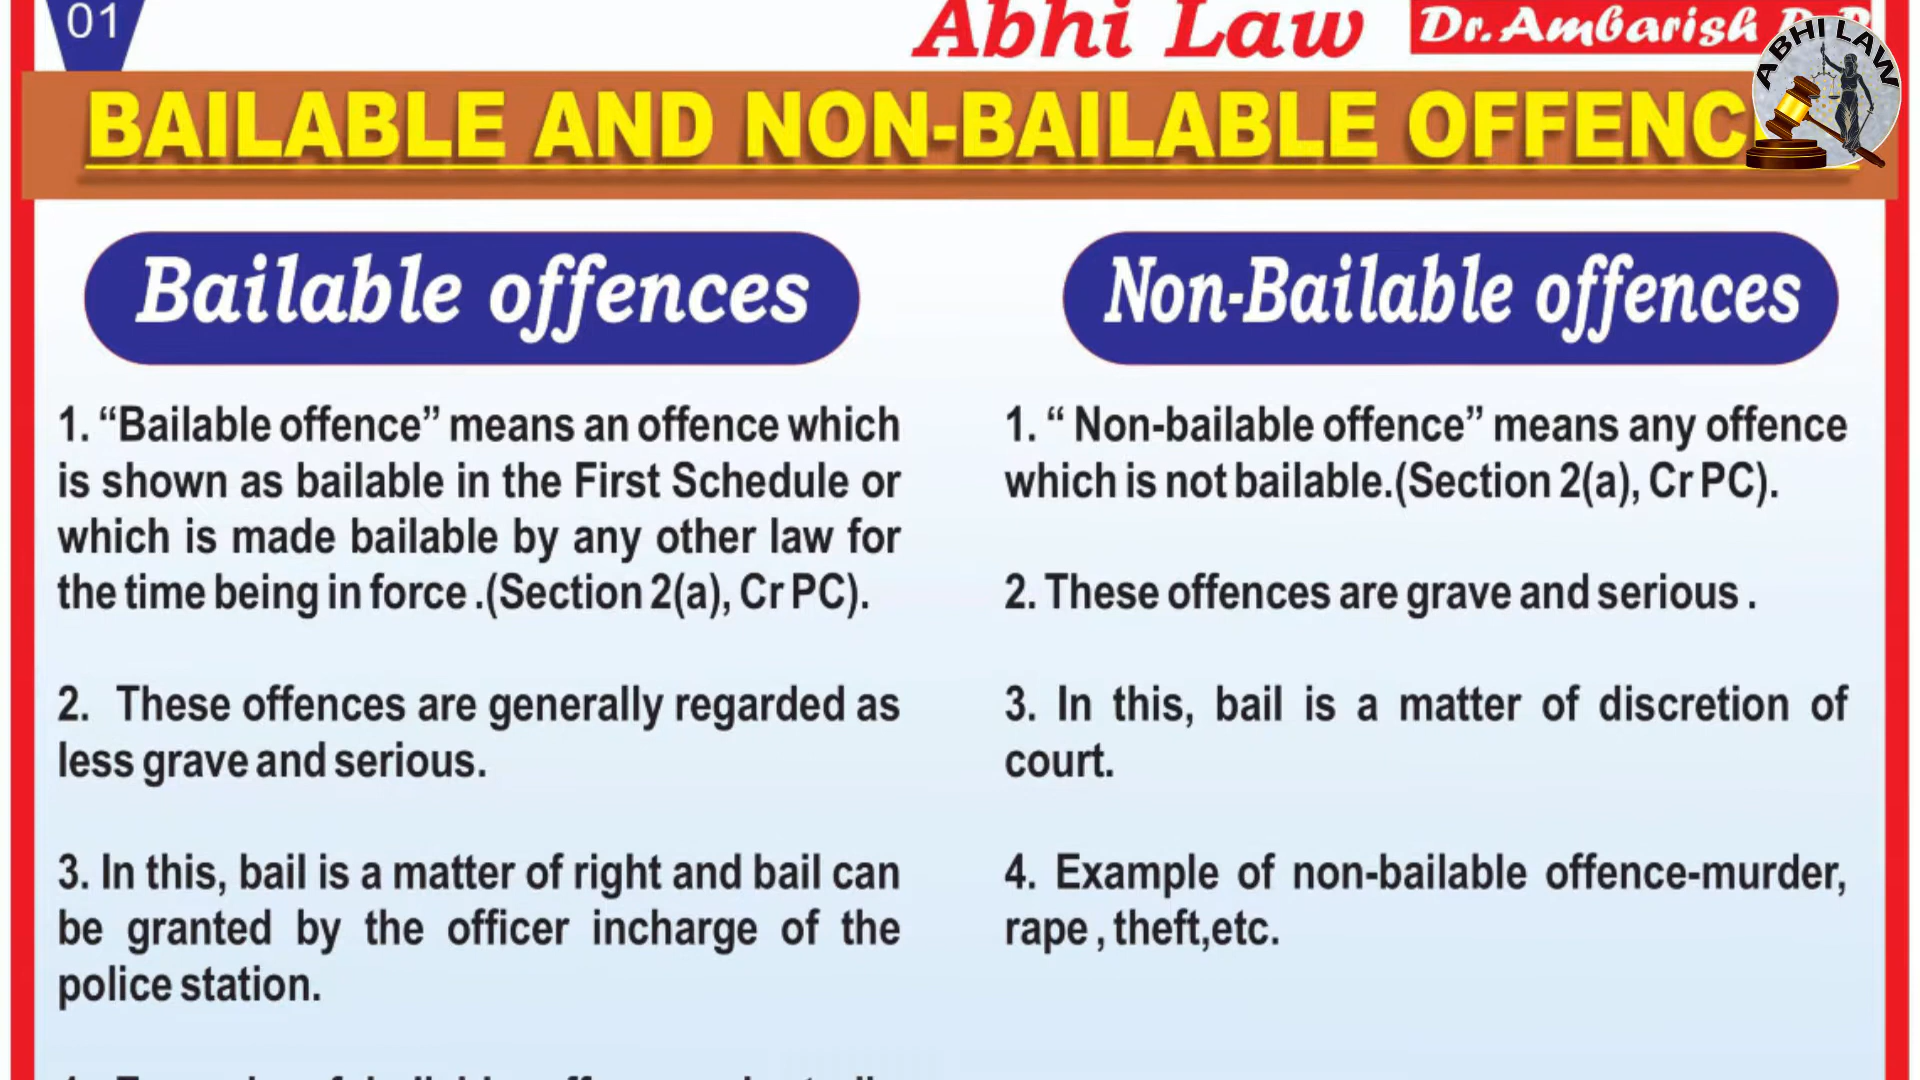 01
Abhi Law
Dr.Ambarish
ABHI LAW
BAILABLE AND NON-BAILABLE OFFENC
Bailable offences
1. “Bailable offence” means an offence which
is shown as bailable in the First Schedule or
which is made bailable by any other law for
the time being in force .(Section 2(a), Cr PC).
2. These offences are generally regarded as
less grave and serious.
3. In this, bail is a matter of right and bail can
be granted by the officer incharge of the
police station.
Non-Bailable offences
1. “ Non-bailable offence” means any offence
which is not bailable.(Section 2(a), Cr PC).
2. These offences are grave and serious .
3. In this, bail is a matter of discretion of
court.
4. Example of non-bailable offence-murder,
rape , theft,etc.